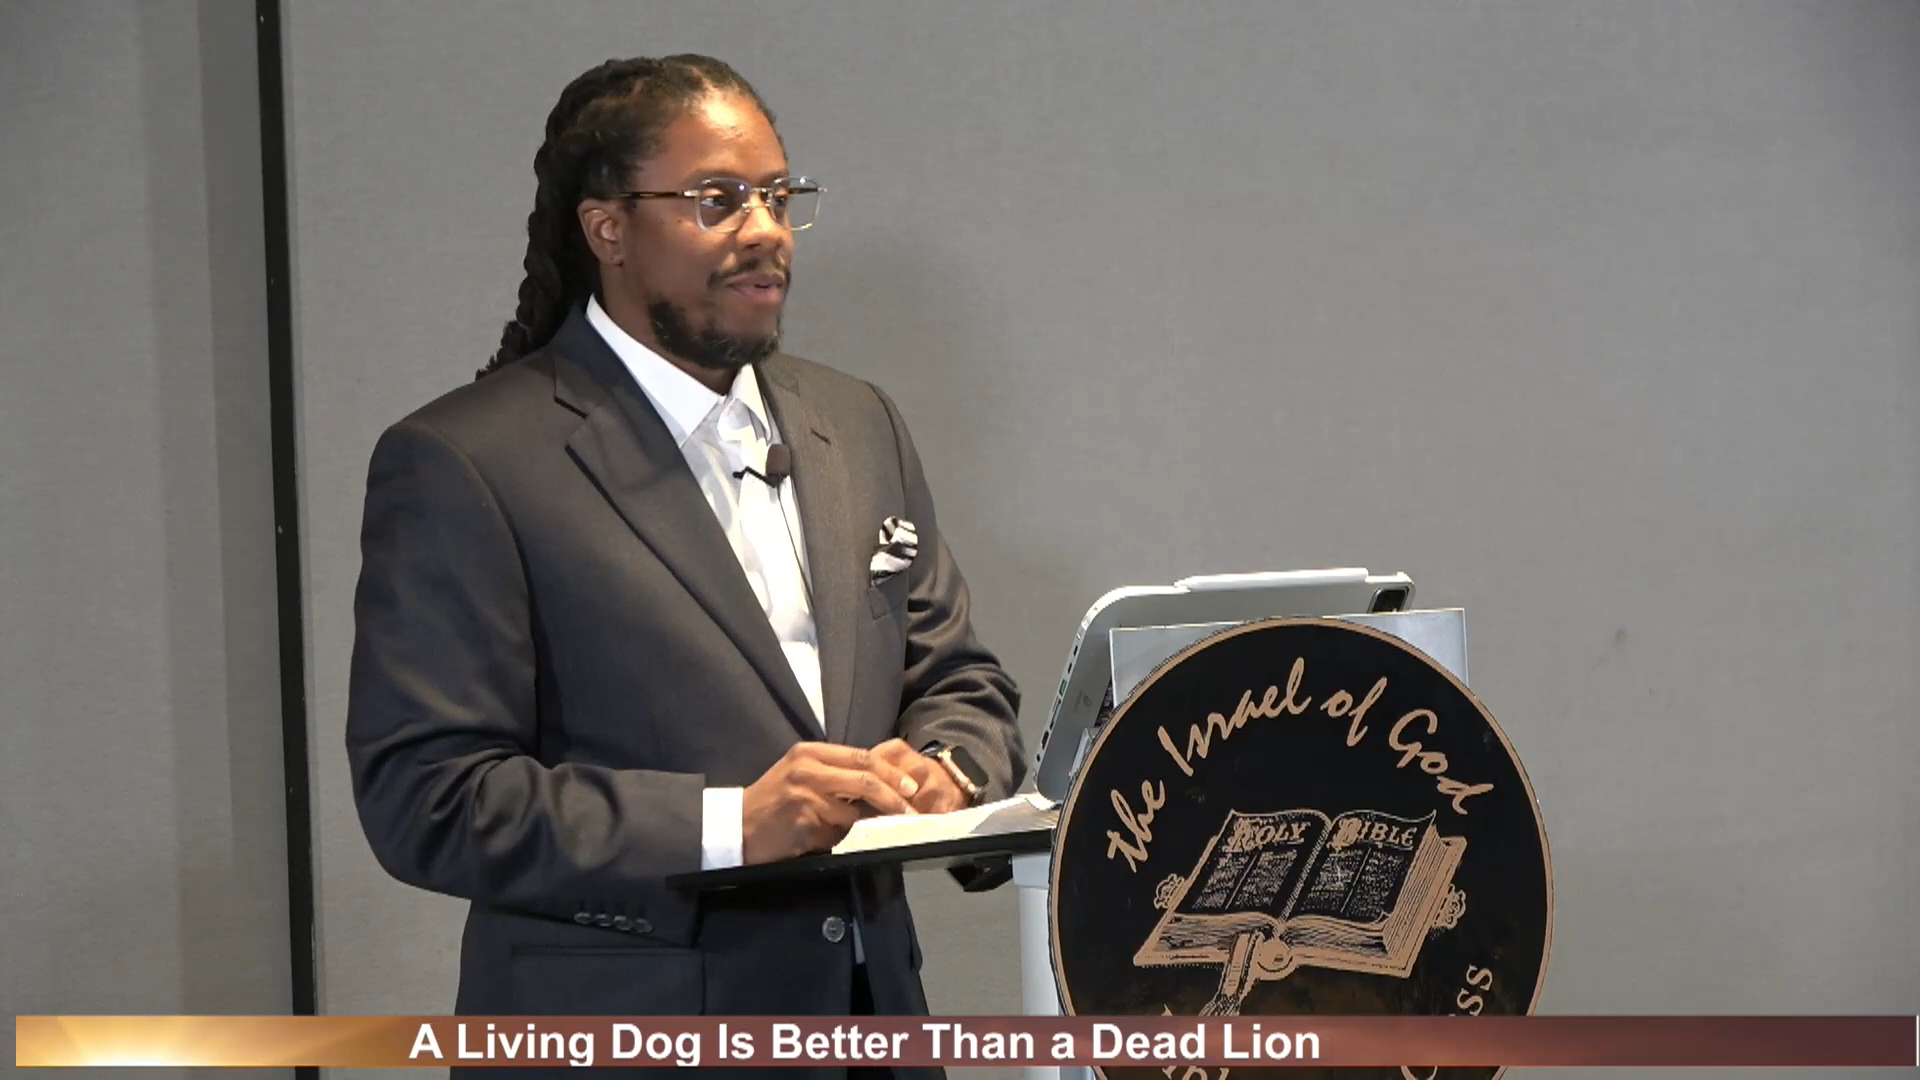 the Israel of God
HOLY BIBLE
A Living Dog Is Better Than a Dead Lion